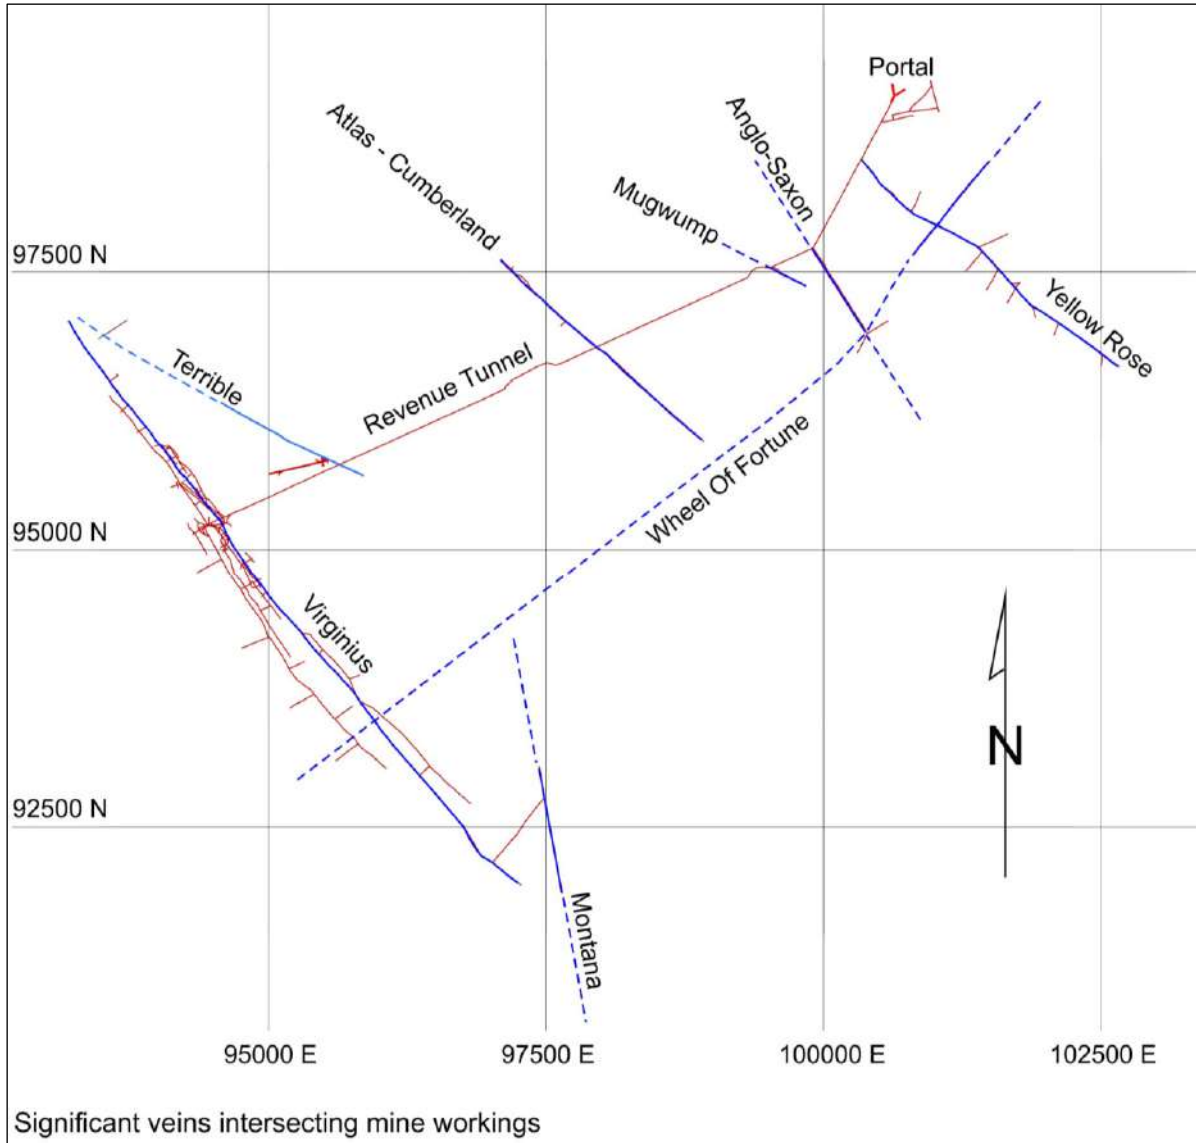 Portal
Anglo-Saxon
Atlas - Cumberland
Mugwump
97500 N
Yellow Rose
Terrible
Revenue Tunnel
Wheel Of Fortune
95000 N
Virginius
N
92500 N
Montana
95000 E
97500 E
100000 E
102500 E
Significant veins intersecting mine workings